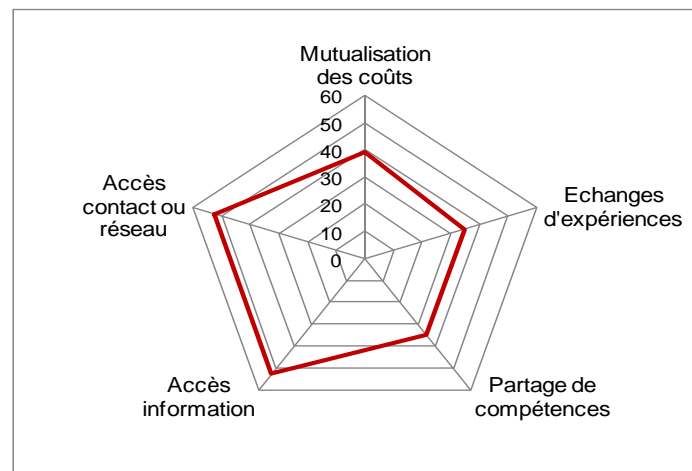 Mutualisation
des coûts
60
50
40
30
20
10
0
Echanges
d'expériences
Partage de
compétences
Accès
information
Accès
contact ou
réseau